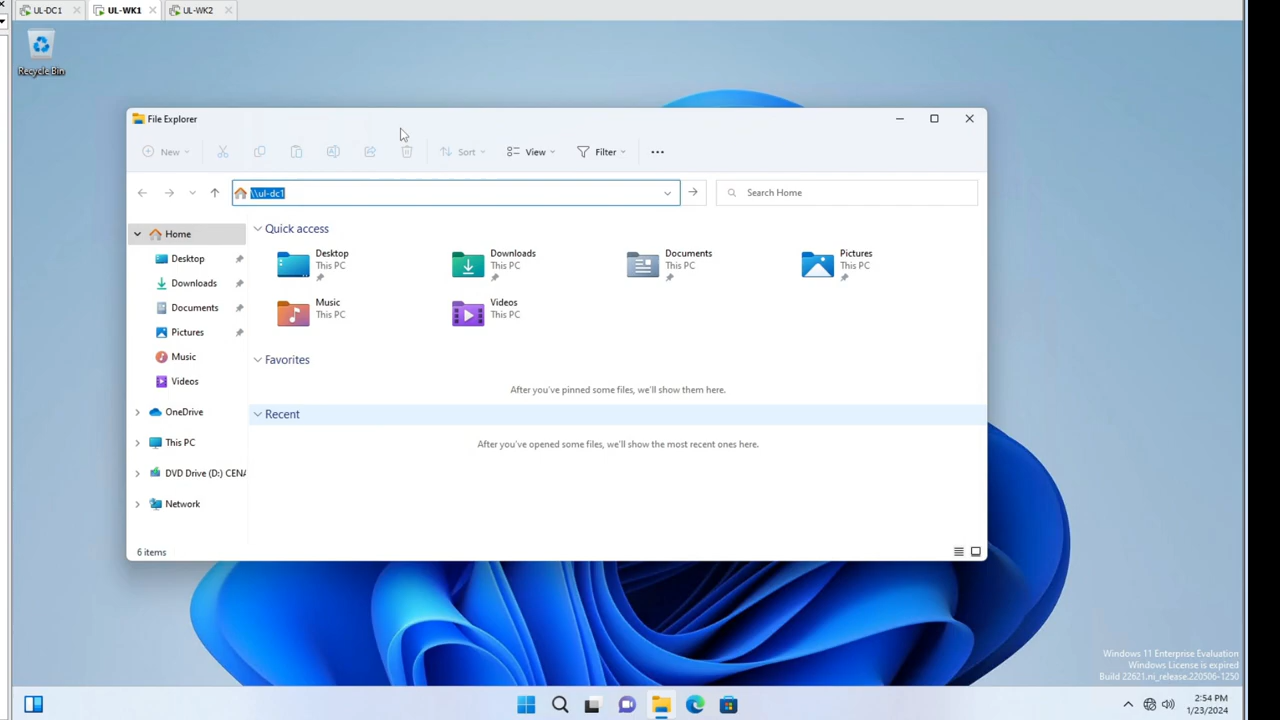 UL-DC1
UL-WK1
UL-WK2
Recycle Bin
File Explorer
New
Sort
View
Filter
\\ul-dc1
Search Home
Home
Desktop
Downloads
Documents
Pictures
Music
Videos
OneDrive
This PC
DVD Drive (D:) CENA
Network
Quick access
Desktop
This PC
Downloads
This PC
Documents
This PC
Pictures
This PC
Music
This PC
Videos
This PC
Favorites
After you've pinned some files, we'll show them here.
Recent
After you've opened some files, we'll show the most recent ones here.
6 items
Windows 11 Enterprise Evaluation
Windows License is expired
Build 22621.ni_release.220506-1250
2:54 PM
1/23/2024